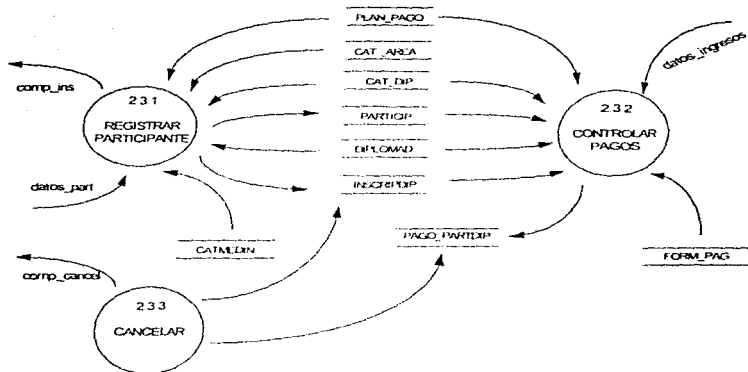 PLAN_PAGO
CAT_AREA
CAT_DIP
PARTICIP
DIPLOMAD
INSCRIPDIP
comp_ins
2.3.1
REGISTRAR
PARTICIPANTE
datos_part
CATMEDIN
datos_ingresos
2.3.2
CONTROLAR
PAGOS
PAGO_PARTDIP
FORM_PAG
comp_cancel
2.3.3
CANCELAR